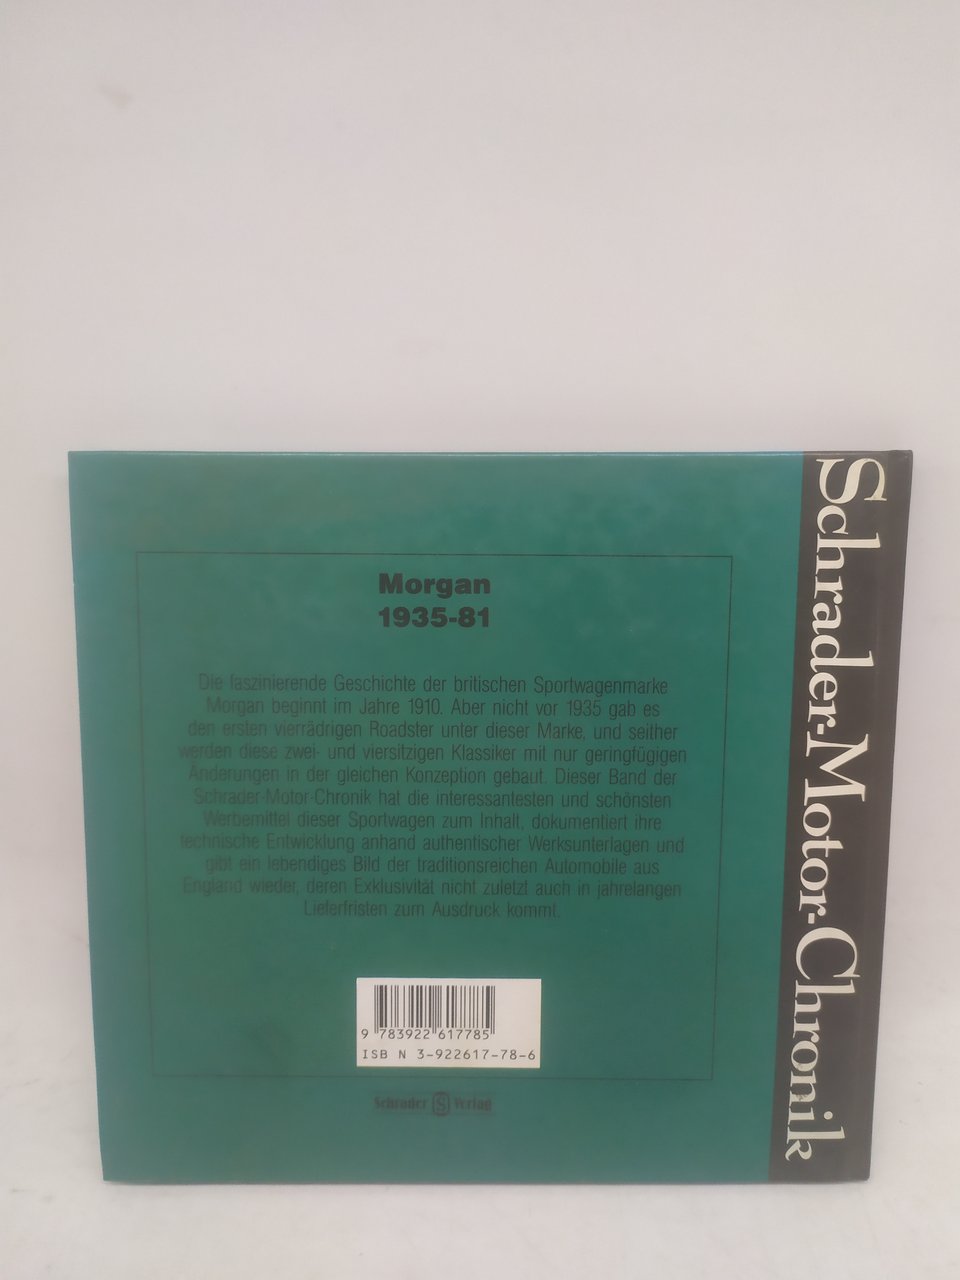 Morgan
1935-81
Die faszinierende Geschichte der britischen Sportwagenmarke
Morgan beginnt im Jahre 1910. Aber nicht vor 1935 gab es
den ersten vierrädrigen Roadster unter dieser Marke, und seither
werden diese zwei- und viersitzigen Klassiker mit nur geringfügigen
Änderungen in der gleichen Konzeption gebaut. Dieser Band der
Schrader-Motor-Chronik hat die interessantesten und schönsten
Werbemittel dieser Sportwagen zum Inhalt, dokumentiert ihre
technische Entwicklung anhand authentischer Werksunterlagen und
gibt ein lebendiges Bild der traditionsreichen Automobile aus
England wieder, deren Exklusivität nicht zuletzt auch in jahrelangen
Lieferfristen zum Ausdruck kommt.
9 783922 617785
ISB N 3-922617-78-6
Schrader S Verlag
Schrader-Motor-Chronik